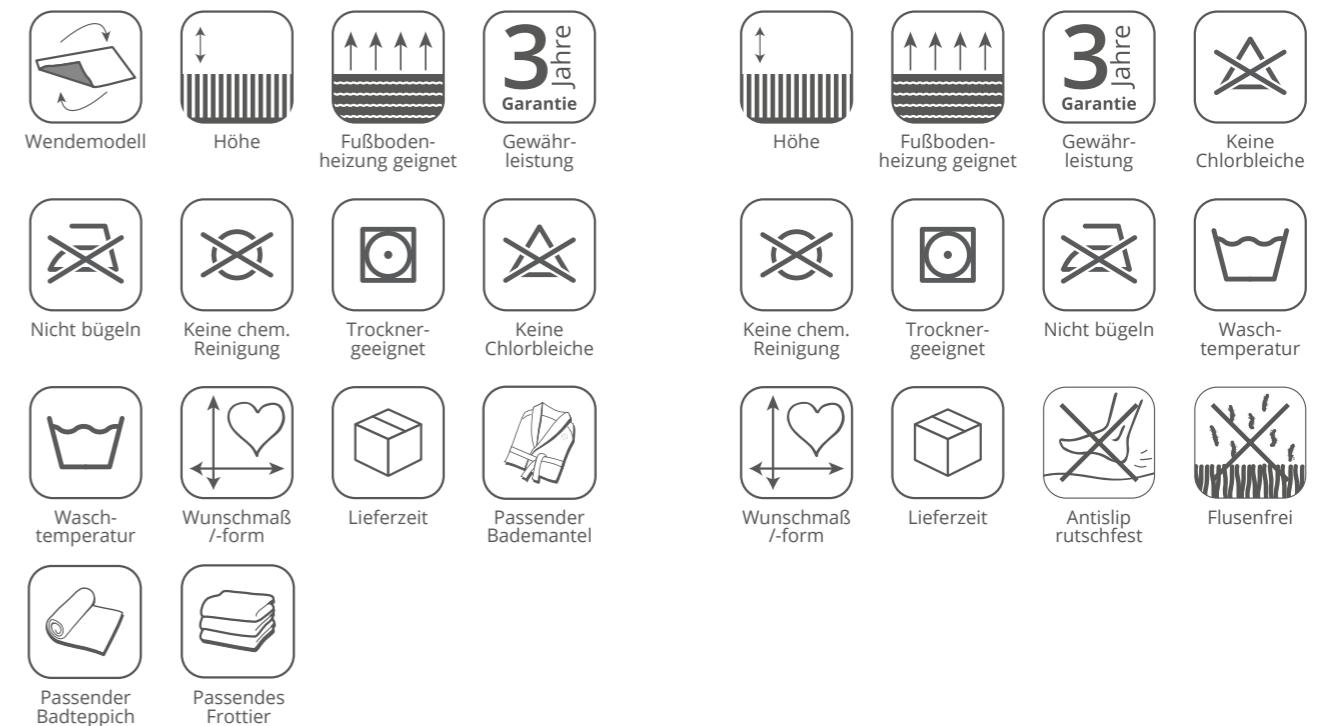 3 Jahre
Garantie
Wendemodell
Höhe
Fußboden-
heizung geignet
Gewähr-
leistung
Nicht bügeln
Keine chem.
Reinigung
Trockner-
geeignet
Keine
Chlorbleiche
Wasch-
temperatur
Wunschmaß
/-form
Lieferzeit
Passender
Bademantel
Passender
Badteppich
Passendes
Frottier
3 Jahre
Garantie
Höhe
Fußboden-
heizung geignet
Gewähr-
leistung
Keine
Chlorbleiche
Keine chem.
Reinigung
Trockner-
geeignet
Nicht bügeln
Wasch-
temperatur
Wunschmaß
/-form
Lieferzeit
Antislip
rutschfest
Flusenfrei